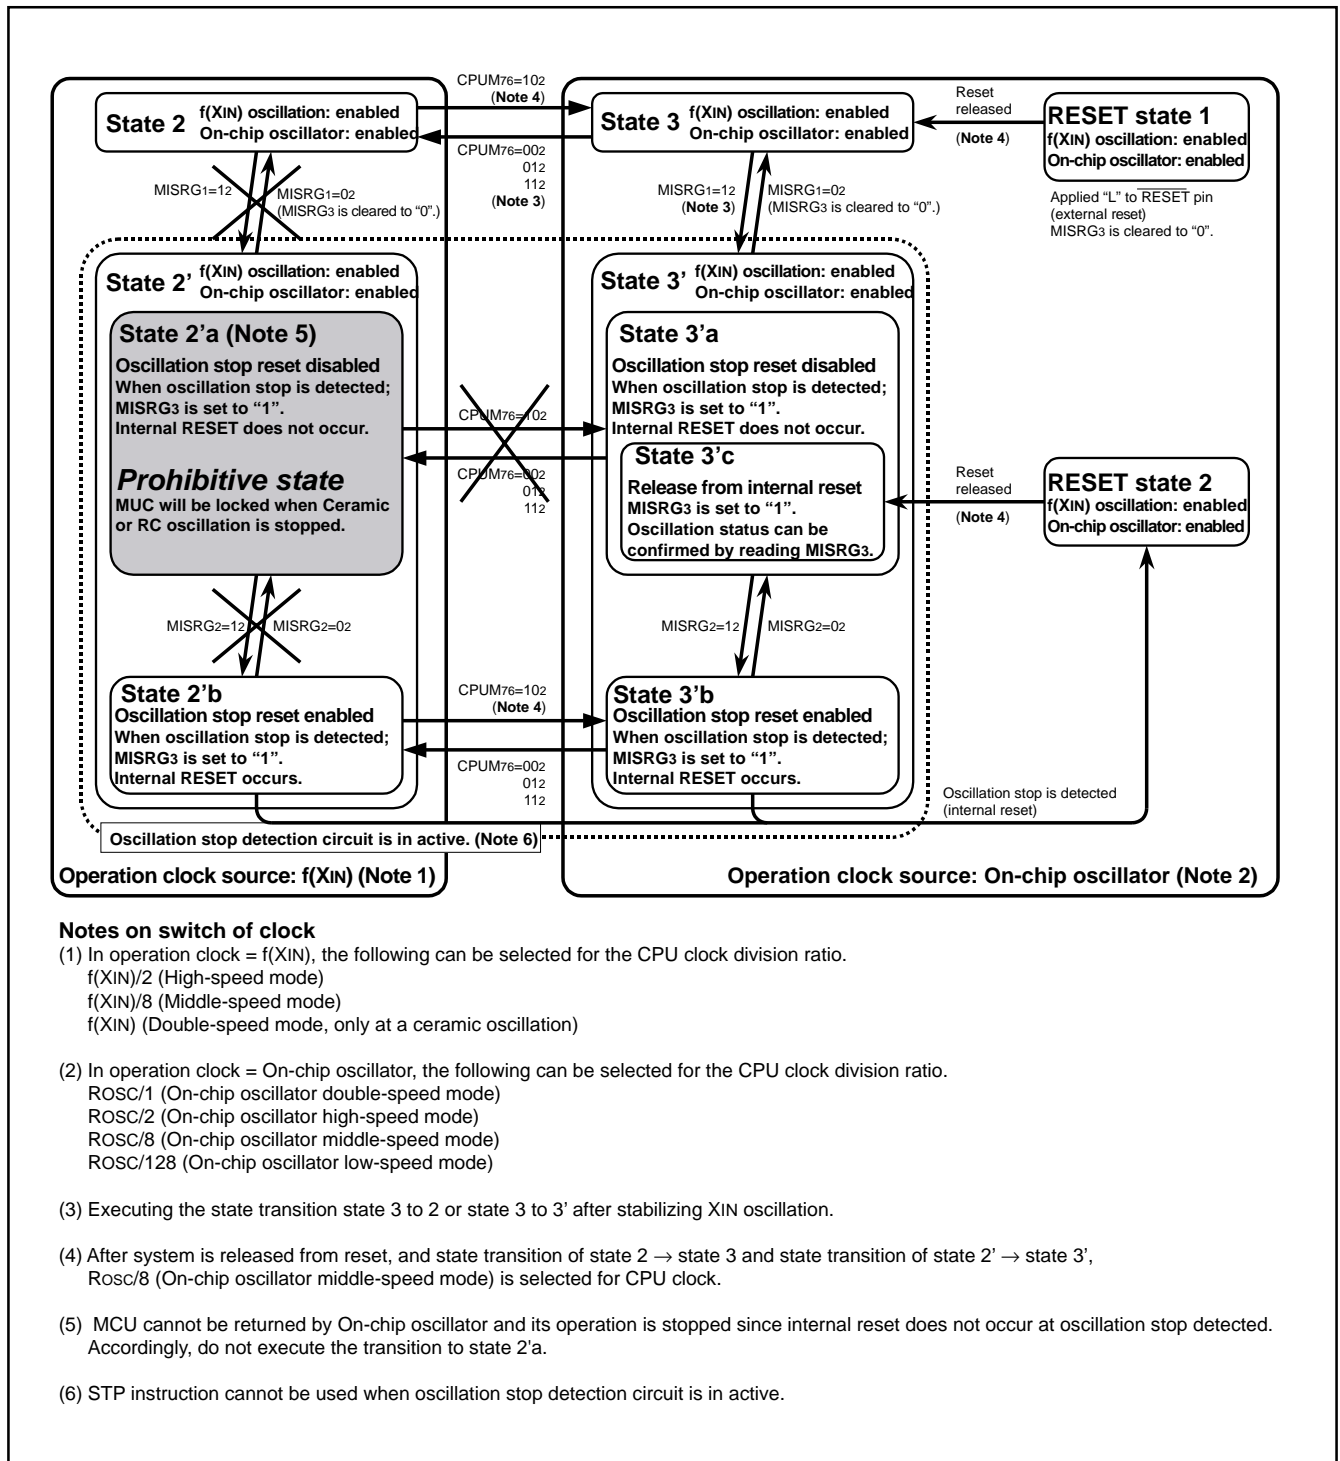 CPUM76=102
(Note 4)
State 2
f(XIN) oscillation: enabled
On-chip oscillator: enabled
State 3
f(XIN) oscillation: enabled
On-chip oscillator: enabled
Reset
released
(Note 4)
RESET state 1
f(XIN) oscillation: enabled
On-chip oscillator: enabled
CPUM76=002
012
112
(Note 3)
MISRG1=12
MISRG1=02
(MISRG3 is cleared to “0”.)
MISRG1=12
(Note 3)
MISRG1=02
(MISRG3 is cleared to “0”.)
Applied “L” to RESET pin
(external reset)
MISRG3 is cleared to “0”.
State 2'
f(XIN) oscillation: enabled
On-chip oscillator: enabled
State 3'
f(XIN) oscillation: enabled
On-chip oscillator: enabled
State 2'a (Note 5)
Oscillation stop reset disabled
When oscillation stop is detected;
MISRG3 is set to “1”.
Internal RESET does not occur.
Prohibitive state
MUC will be locked when Ceramic
or RC oscillation is stopped.
CPUM76=102
CPUM76=002
012
112
State 3'a
Oscillation stop reset disabled
When oscillation stop is detected;
MISRG3 is set to “1”.
Internal RESET does not occur.
State 3'c
Release from internal reset
MISRG3 is set to “1”.
Oscillation status can be
confirmed by reading MISRG3.
Reset
released
(Note 4)
RESET state 2
f(XIN) oscillation: enabled
On-chip oscillator: enabled
MISRG2=12
MISRG2=02
MISRG2=12
MISRG2=02
State 2'b
Oscillation stop reset enabled
When oscillation stop is detected;
MISRG3 is set to “1”.
Internal RESET occurs.
CPUM76=102
(Note 4)
CPUM76=002
012
112
State 3'b
Oscillation stop reset enabled
When oscillation stop is detected;
MISRG3 is set to “1”.
Internal RESET occurs.
Oscillation stop is detected
(internal reset)
Oscillation stop detection circuit is in active. (Note 6)
Operation clock source: f(XIN) (Note 1)
Operation clock source: On-chip oscillator (Note 2)
Notes on switch of clock
(1) In operation clock = f(XIN), the following can be selected for the CPU clock division ratio.
f(XIN)/2 (High-speed mode)
f(XIN)/8 (Middle-speed mode)
f(XIN) (Double-speed mode, only at a ceramic oscillation)
(2) In operation clock = On-chip oscillator, the following can be selected for the CPU clock division ratio.
ROSC/1 (On-chip oscillator double-speed mode)
ROSC/2 (On-chip oscillator high-speed mode)
ROSC/8 (On-chip oscillator middle-speed mode)
ROSC/128 (On-chip oscillator low-speed mode)
(3) Executing the state transition state 3 to 2 or state 3 to 3’ after stabilizing XIN oscillation.
(4) After system is released from reset, and state transition of state 2 → state 3 and state transition of state 2’ → state 3’,
ROSC/8 (On-chip oscillator middle-speed mode) is selected for CPU clock.
(5) MCU cannot be returned by On-chip oscillator and its operation is stopped since internal reset does not occur at oscillation stop detected.
Accordingly, do not execute the transition to state 2’a.
(6) STP instruction cannot be used when oscillation stop detection circuit is in active.